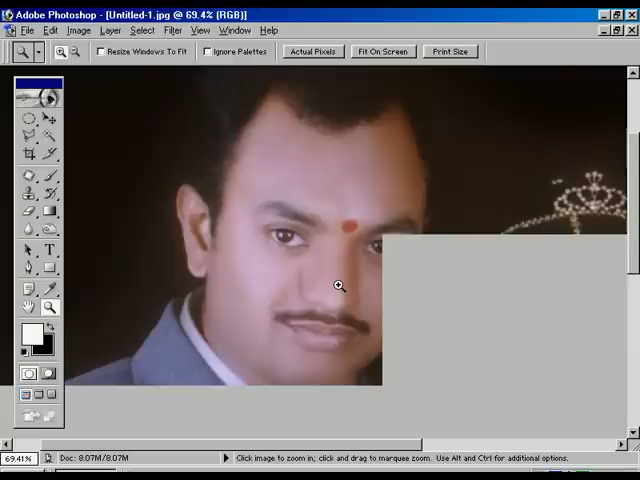 Adobe Photoshop - [Untitled-1.jpg @ 69.4% (RGB)]
File Edit Image Layer Select Filter View Window Help
Resize Windows To Fit Ignore Palettes Actual Pixels Fit On Screen Print Size
T
69.41% Doc: 8.07M/8.07M Click image to zoom in; click and drag to marquee zoom. Use Alt and Ctrl for additional options.